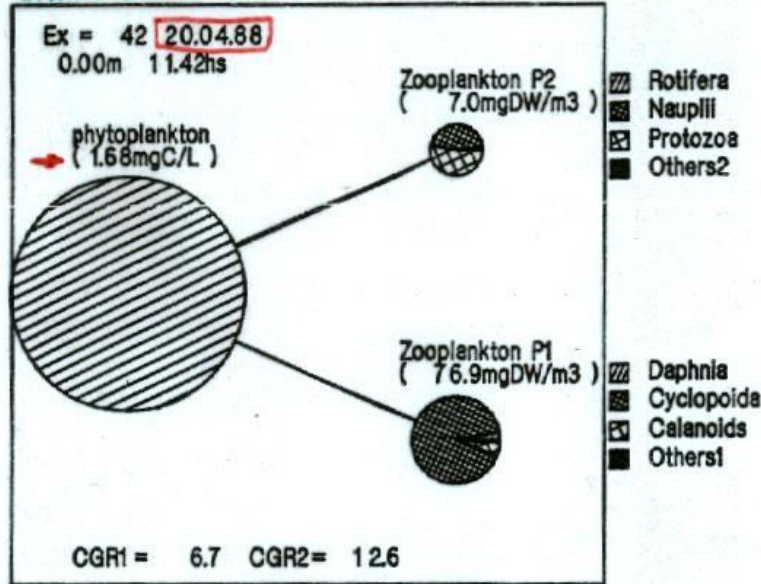 Ex = 42 20.04.88
0.00m 11.42hs
phytoplankton
( 1.68mgC/L )
Zooplankton P2
( 7.0mgDW/m3 )
Rotifera
Nauplii
Protozoa
Others2
Zooplankton P1
( 76.9mgDW/m3 )
Daphnia
Cyclopoida
Calanoids
Others1
CGR1 = 6.7 CGR2= 12.6